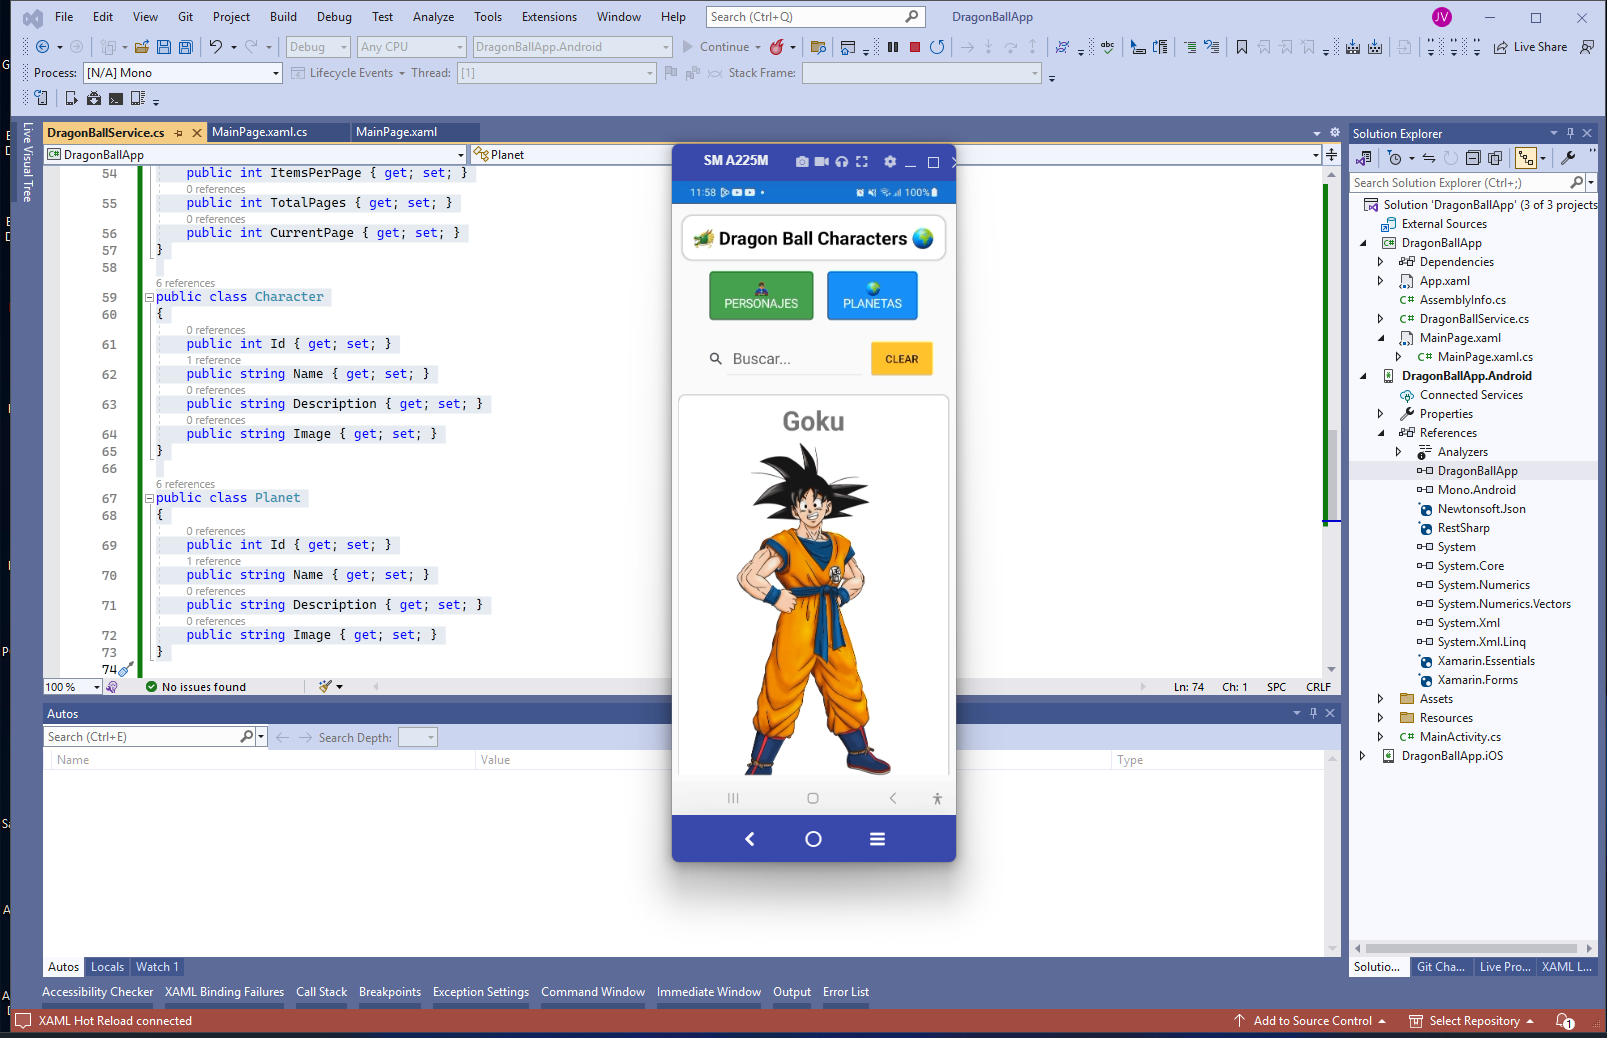 File Edit View Git Project Build Debug Test Analyze Tools Extensions Window Help Search (Ctrl+Q) DragonBallApp JV
Debug Any CPU DragonBallApp.Android Continue Live Share
Process: [N/A] Mono Lifecycle Events Thread: [1] Stack Frame:
Live Visual Tree
DragonBallService.cs MainPage.xaml.cs MainPage.xaml
DragonBallApp Planet
54 public int ItemsPerPage { get; set; }
0 references
55 public int TotalPages { get; set; }
0 references
56 public int CurrentPage { get; set; }
57 }
58
6 references
59 public class Character
60 {
0 references
61 public int Id { get; set; }
1 reference
62 public string Name { get; set; }
0 references
63 public string Description { get; set; }
0 references
64 public string Image { get; set; }
65 }
66
6 references
67 public class Planet
68 {
0 references
69 public int Id { get; set; }
1 reference
70 public string Name { get; set; }
0 references
71 public string Description { get; set; }
0 references
72 public string Image { get; set; }
73 }
74
100 % No issues found Ln: 74 Ch: 1 SPC CRLF
SM A225M
11:58 100%
Dragon Ball Characters
PERSONAJES PLANETAS
Buscar... CLEAR
Goku
Autos
Search (Ctrl+E) Search Depth:
Name Value Type
Autos Locals Watch 1
Accessibility Checker XAML Binding Failures Call Stack Breakpoints Exception Settings Command Window Immediate Window Output Error List
Solution Explorer
Search Solution Explorer (Ctrl+;)
Solution 'DragonBallApp' (3 of 3 projects
External Sources
DragonBallApp
Dependencies
App.xaml
C# AssemblyInfo.cs
C# DragonBallService.cs
MainPage.xaml
C# MainPage.xaml.cs
DragonBallApp.Android
Connected Services
Properties
References
Analyzers
DragonBallApp
Mono.Android
Newtonsoft.Json
RestSharp
System
System.Core
System.Numerics
System.Numerics.Vectors
System.Xml
System.Xml.Linq
Xamarin.Essentials
Xamarin.Forms
Assets
Resources
C# MainActivity.cs
DragonBallApp.iOS
Solutio... Git Cha... Live Pro... XAML L...
XAML Hot Reload connected Add to Source Control Select Repository 1